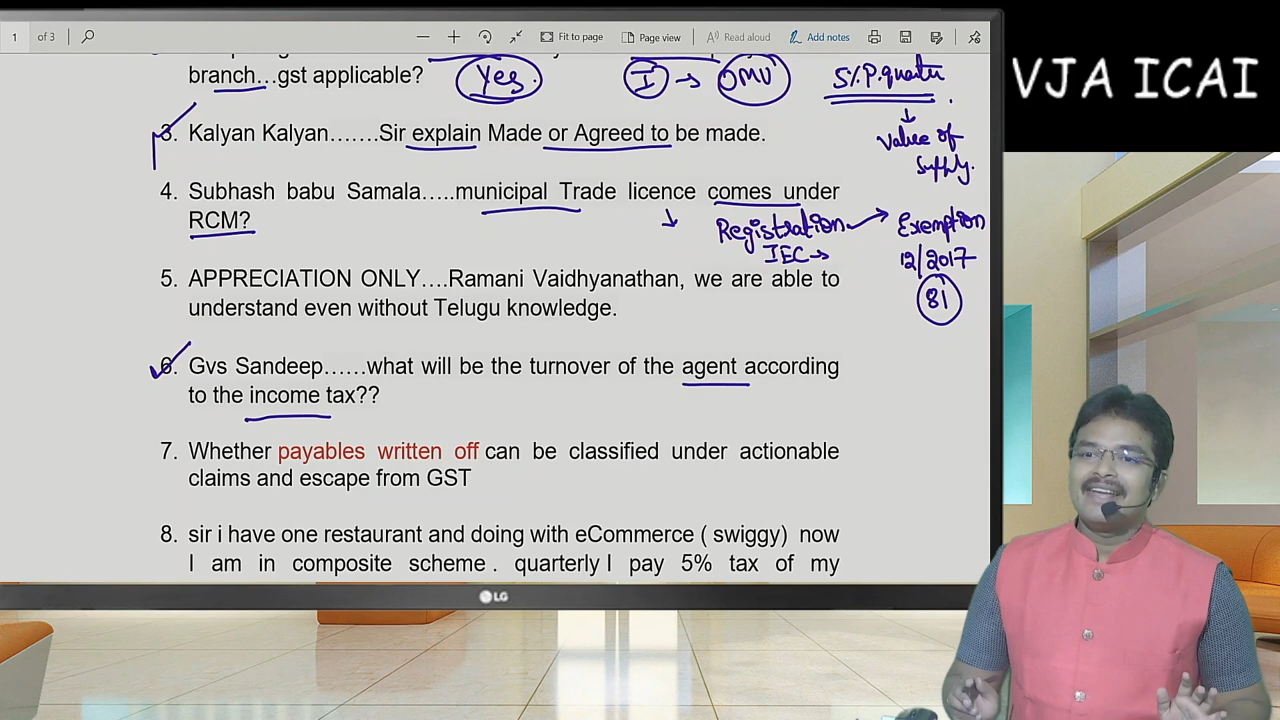 1 of 3
Fit to page
Page view
Read aloud
Add notes
VJA ICAI
branch…gst applicable?
Yes
I → OMU
5% P.quarter
Value of
Supply.
3. Kalyan Kalyan…….Sir explain Made or Agreed to be made.
4. Subhash babu Samala…..municipal Trade licence comes under
RCM?
Registration
IEC →
Exemption
12/2017
81
5. APPRECIATION ONLY….Ramani Vaidhyanathan, we are able to
understand even without Telugu knowledge.
6. Gvs Sandeep……what will be the turnover of the agent according
to the income tax??
7. Whether payables written off can be classified under actionable
claims and escape from GST
8. sir i have one restaurant and doing with eCommerce ( swiggy) now
I am in composite scheme . quarterly I pay 5% tax of my
LG